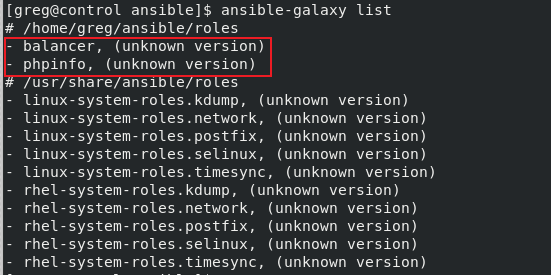 [greg@control ansible]$ ansible-galaxy list
# /home/greg/ansible/roles
- balancer, (unknown version)
- phpinfo, (unknown version)
# /usr/share/ansible/roles
- linux-system-roles.kdump, (unknown version)
- linux-system-roles.network, (unknown version)
- linux-system-roles.postfix, (unknown version)
- linux-system-roles.selinux, (unknown version)
- linux-system-roles.timesync, (unknown version)
- rhel-system-roles.kdump, (unknown version)
- rhel-system-roles.network, (unknown version)
- rhel-system-roles.postfix, (unknown version)
- rhel-system-roles.selinux, (unknown version)
- rhel-system-roles.timesync, (unknown version)